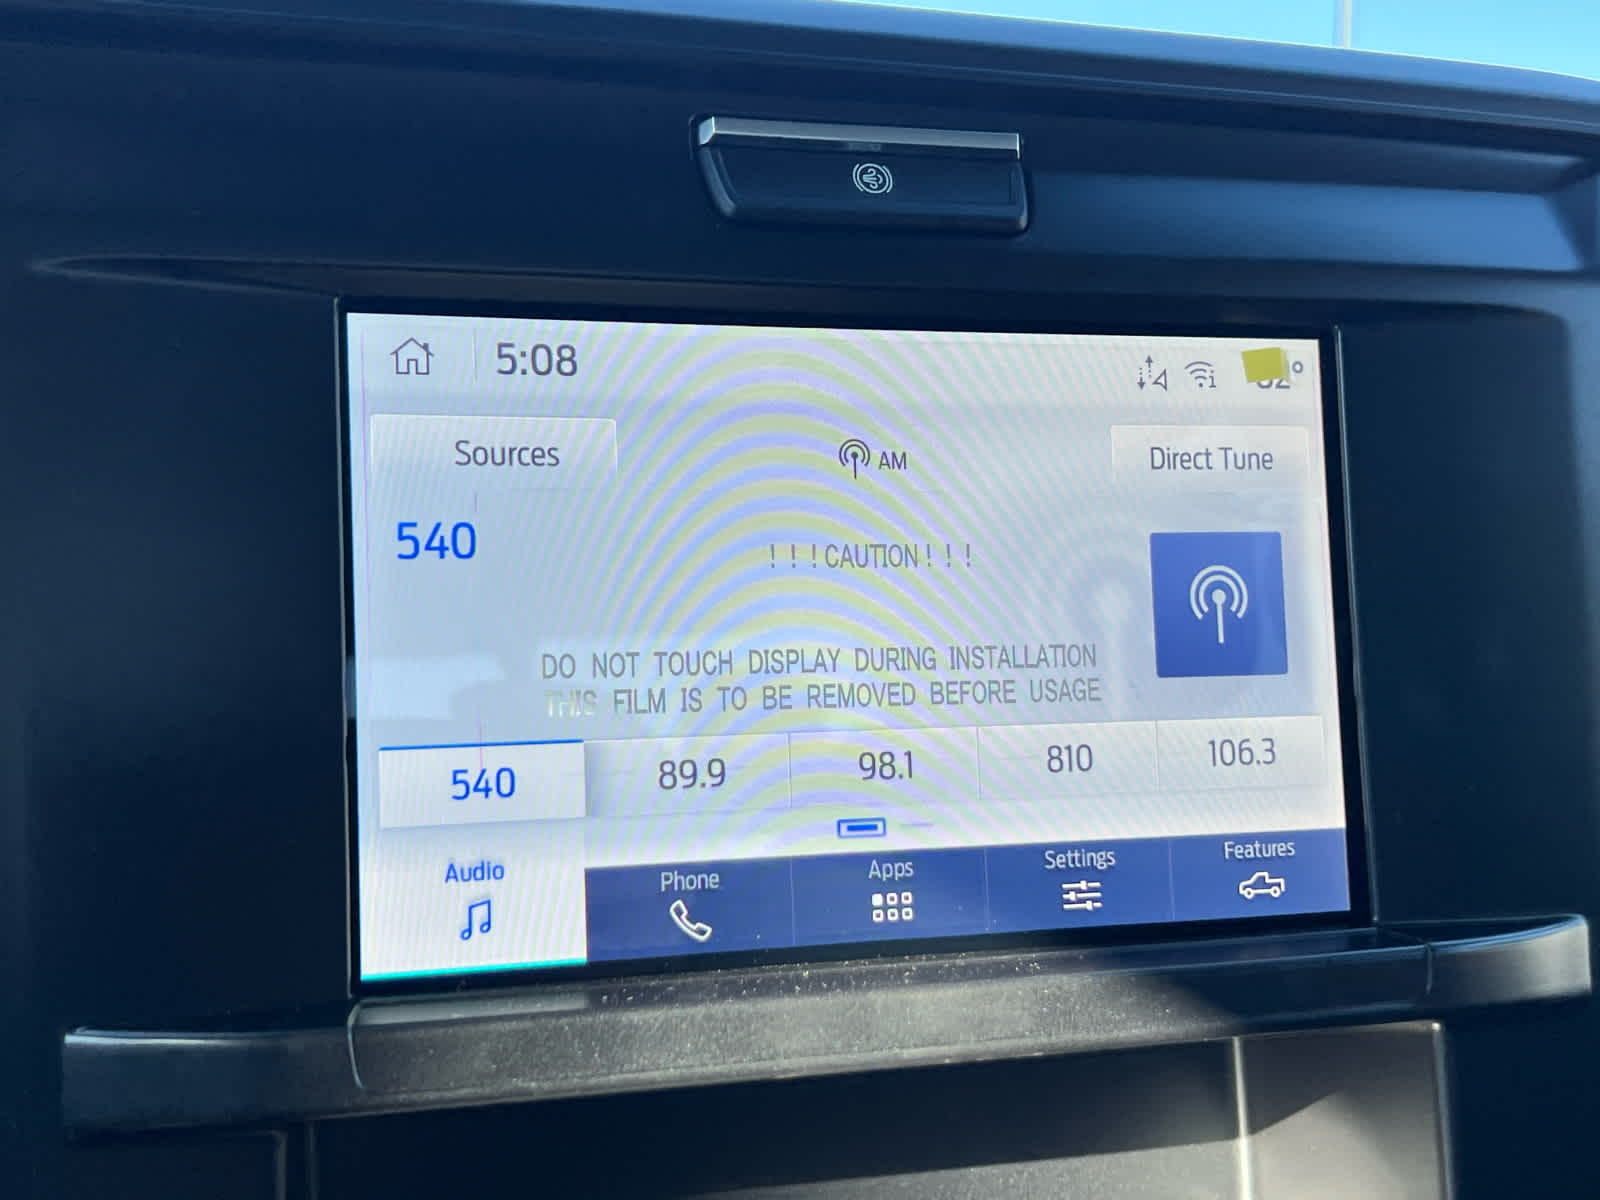 5:08
Sources
AM
Direct Tune
540
!!!CAUTION!!!
DO NOT TOUCH DISPLAY DURING INSTALLATION
THIS FILM IS TO BE REMOVED BEFORE USAGE
540 89.9 98.1 810 106.3
Audio Phone Apps Settings Features